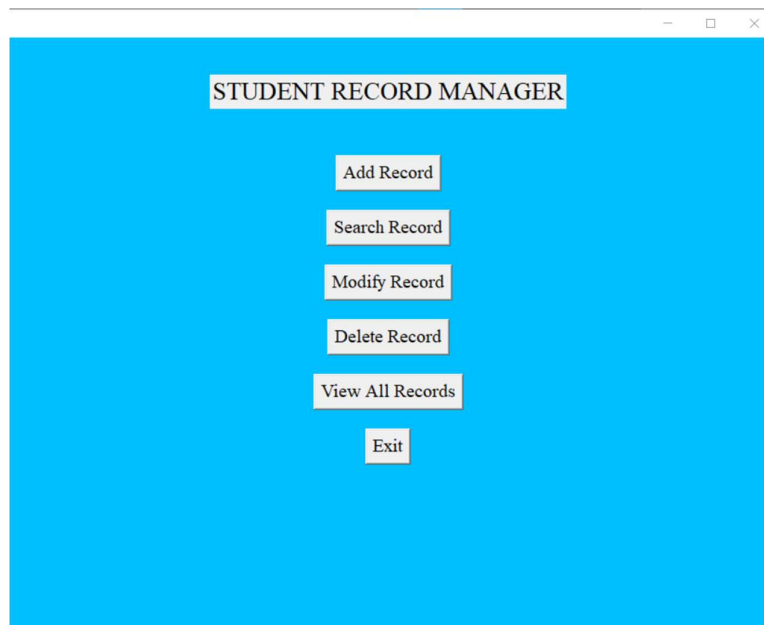 STUDENT RECORD MANAGER
Add Record
Search Record
Modify Record
Delete Record
View All Records
Exit